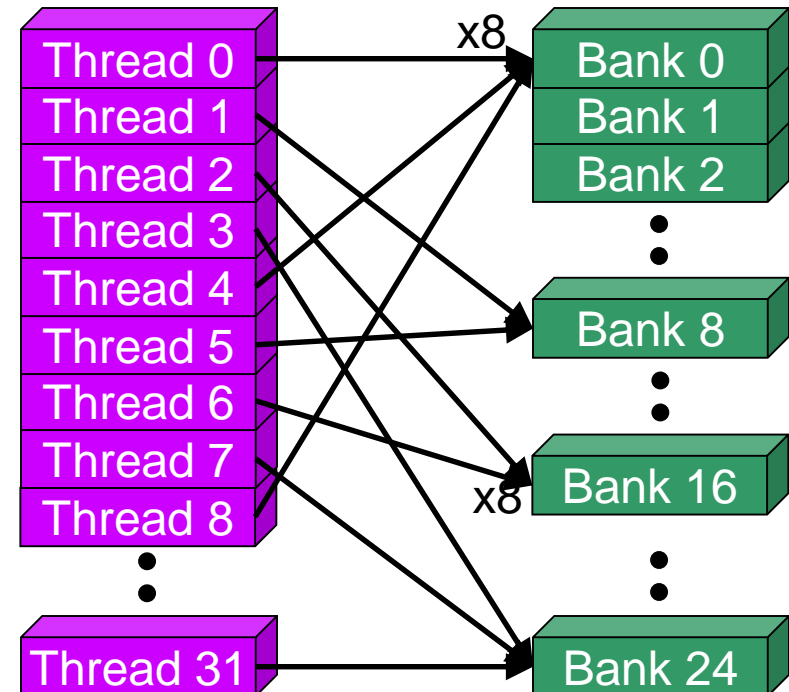 x8
Thread 0
Thread 1
Thread 2
Thread 3
Thread 4
Thread 5
Thread 6
Thread 7
Thread 8
Thread 31
Bank 0
Bank 1
Bank 2
Bank 8
x8
Bank 16
Bank 24